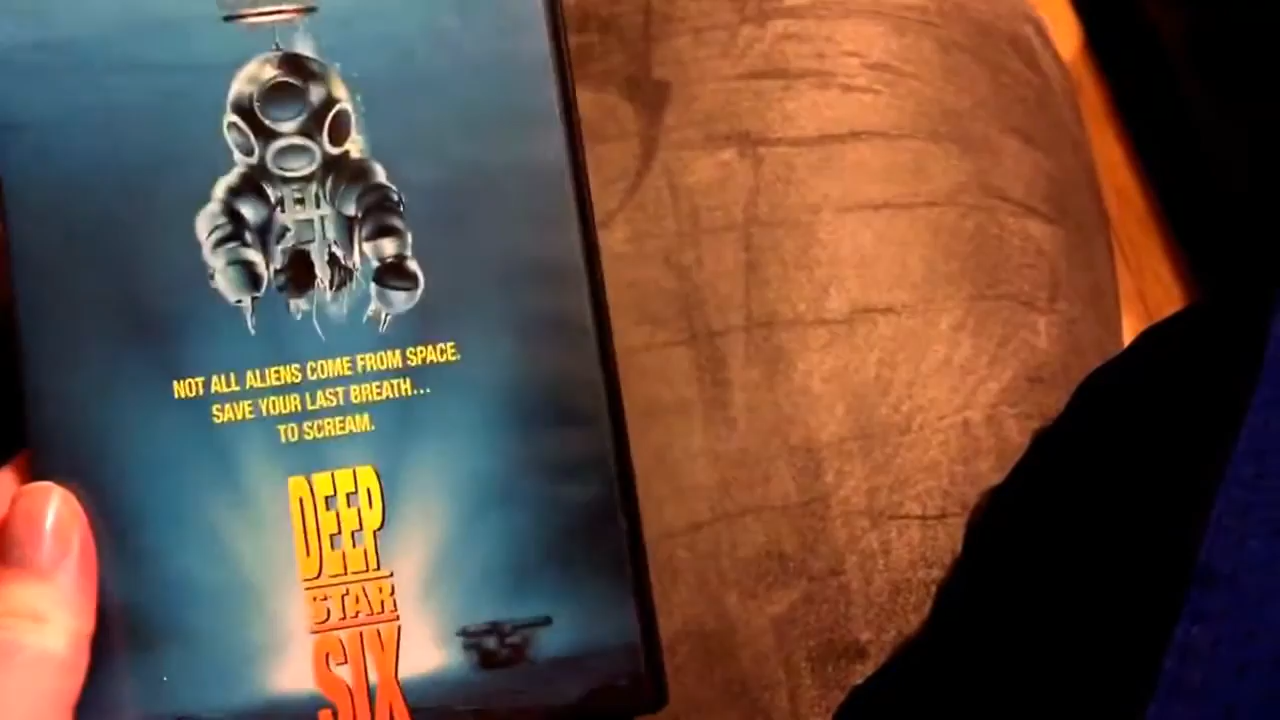 NOT ALL ALIENS COME FROM SPACE.
SAVE YOUR LAST BREATH...
TO SCREAM.
DEEP
STAR
SIX